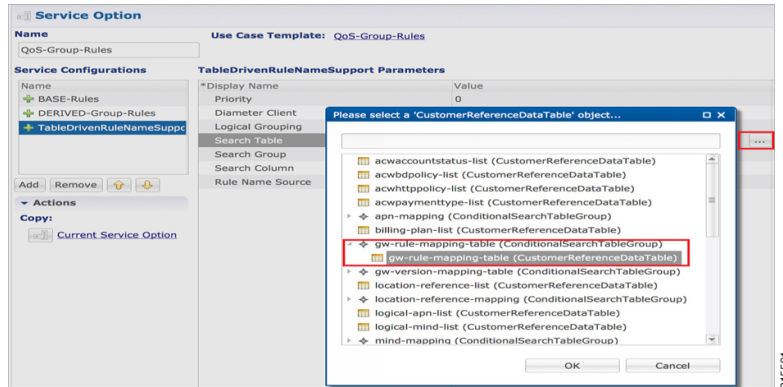 Service Option
Name
Use Case Template: QoS-Group-Rules
QoS-Group-Rules
Service Configurations
TableDrivenRuleNameSupport Parameters
Name
BASE-Rules
DERIVED-Group-Rules
TableDrivenRuleNameSuppc
*Display Name Value
Priority 0
Diameter Client
Logical Grouping
Search Table ...
Search Group
Search Column
Rule Name Source
Add Remove
Actions
Copy:
Current Service Option
Please select a 'CustomerReferenceDataTable' object...
acwaccountstatus-list (CustomerReferenceDataTable)
acwbdpolicy-list (CustomerReferenceDataTable)
acwhttppolicy-list (CustomerReferenceDataTable)
acwpaymenttype-list (CustomerReferenceDataTable)
apn-mapping (ConditionalSearchTableGroup)
billing-plan-list (CustomerReferenceDataTable)
gw-rule-mapping-table (ConditionalSearchTableGroup)
gw-rule-mapping-table (CustomerReferenceDataTable)
gw-version-mapping-table (ConditionalSearchTableGroup)
location-reference-list (CustomerReferenceDataTable)
location-reference-mapping (ConditionalSearchTableGroup)
logical-apn-list (CustomerReferenceDataTable)
logical-mind-list (CustomerReferenceDataTable)
mind-mapping (ConditionalSearchTableGroup)
OK Cancel